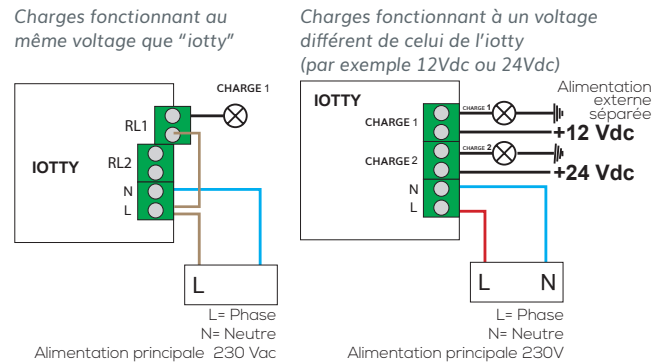 Charges fonctionnant au
même voltage que “iotty”
CHARGE 1
RL1
RL2
IOTTY
N
L
L
L= Phase
N= Neutre
Alimentation principale 230 Vac
Charges fonctionnant à un voltage
différent de celui de l’iotty
(par exemple 12Vdc ou 24Vdc)
Alimentation
externe
séparée
IOTTY
CHARGE 1
CHARGE 1
+12 Vdc
CHARGE 2
CHARGE 2
+24 Vdc
N
L
L N
L= Phase
N= Neutre
Alimentation principale 230V